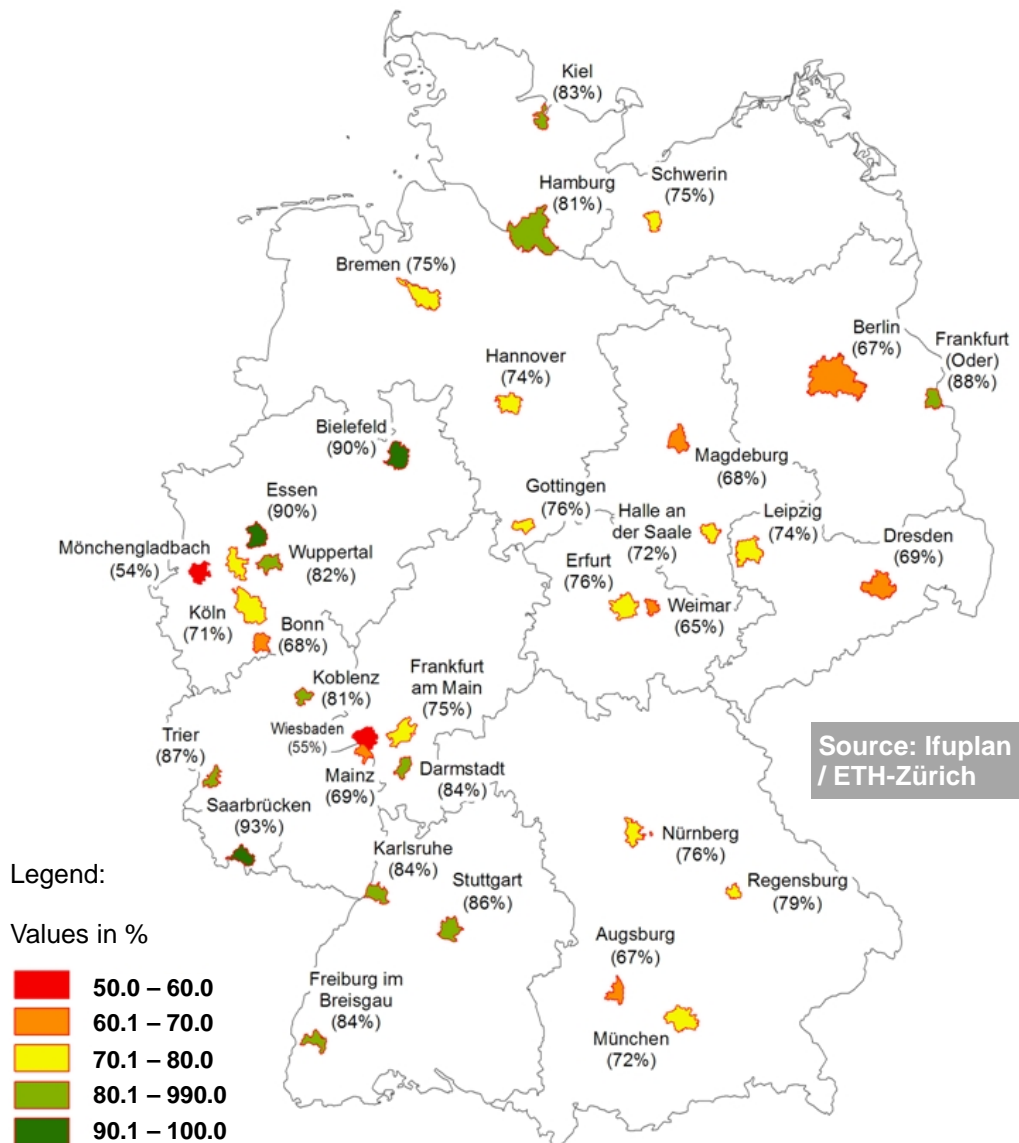 Kiel
(83%)
Schwerin
(75%)
Hamburg
(81%)
Bremen (75%)
Berlin
(67%)
Frankfurt
(Oder)
(88%)
Hannover
(74%)
Bielefeld
(90%)
Magdeburg
(68%)
Essen
(90%)
Gottingen
(76%)
Halle an
der Saale
(72%)
Leipzig
(74%)
Dresden
(69%)
Mönchengladbach
(54%)
Wuppertal
(82%)
Erfurt
(76%)
Weimar
(65%)
Köln
(71%)
Bonn
(68%)
Koblenz
(81%)
Frankfurt
am Main
(75%)
Wiesbaden
(55%)
Trier
(87%)
Mainz
(69%)
Darmstadt
(84%)
Source: Ifuplan
/ ETH-Zürich
Saarbrücken
(93%)
Karlsruhe
(84%)
Stuttgart
(86%)
Nürnberg
(76%)
Regensburg
(79%)
Augsburg
(67%)
Freiburg im
Breisgau
(84%)
München
(72%)
Legend:
Values in %
50.0 – 60.0
60.1 – 70.0
70.1 – 80.0
80.1 – 990.0
90.1 – 100.0